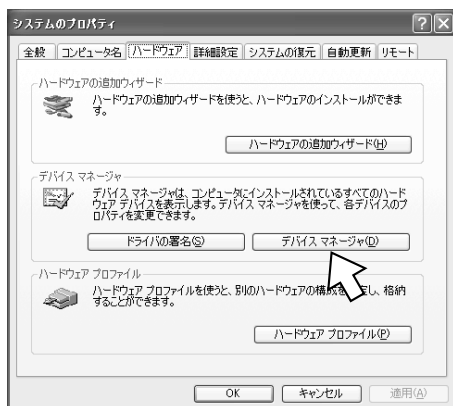 システムのプロパティ
全般 コンピュータ名 ハードウェア 詳細設定 システムの復元 自動更新 リモート
ハードウェアの追加ウィザード
ハードウェアの追加ウィザードを使うと、ハードウェアのインストールができま
す。
ハードウェアの追加ウィザード(H)
デバイス マネージャ
デバイス マネージャは、コンピュータにインストールされているすべてのハード
ウェア デバイスを表示します。デバイス マネージャを使って、各デバイスのプ
ロパティを変更できます。
ドライバの署名(S) デバイス マネージャ(D)
ハードウェア プロファイル
ハードウェア プロファイルを使うと、別のハードウェアの構成を 定し、格納
することができます。
ハードウェア プロファイル(P)
OK キャンセル 適用(A)